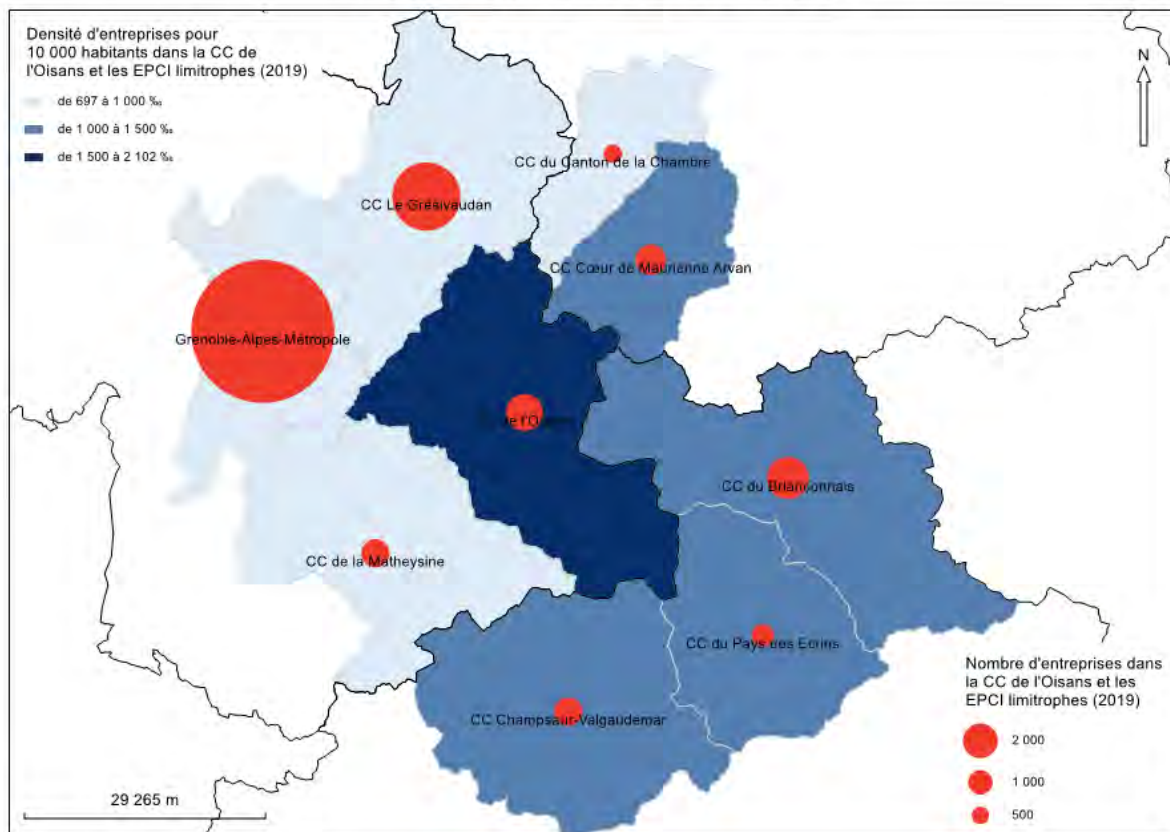 Densité d'entreprises pour
10 000 habitants dans la CC de
l'Oisans et les EPCI limitrophes (2019)
de 697 à 1 000 ‰
de 1 000 à 1 500 ‰
de 1 500 à 2 102 ‰
N
CC du Canton de la Chambre
CC Le Grésivaudan
CC Cœur de Maurienne Arvan
Grenoble-Alpes-Métropole
de l'O
CC du Briançonnais
CC de la Matheysine
CC du Pays des Ecrins
CC Champsaur-Valgaudemar
Nombre d'entreprises dans
la CC de l'Oisans et les
EPCI limitrophes (2019)
2 000
1 000
500
29 265 m